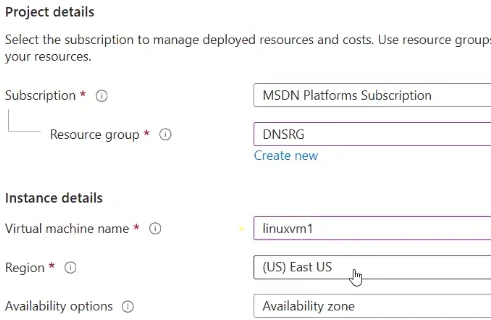 Project details
Select the subscription to manage deployed resources and costs. Use resource groups
your resources.
Subscription * MSDN Platforms Subscription
Resource group * DNSRG
Create new
Instance details
Virtual machine name * linuxvm1
Region * (US) East US
Availability options Availability zone